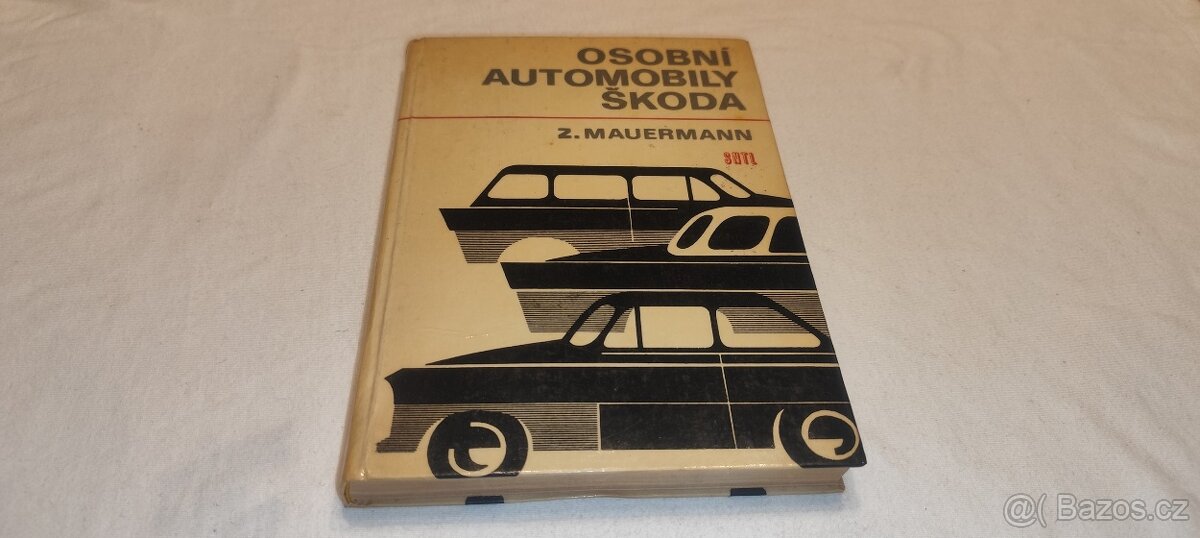 OSOBNÍ
AUTOMOBILY
ŠKODA
Z. MAUERMANN
SNTL
@( Bazos.cz